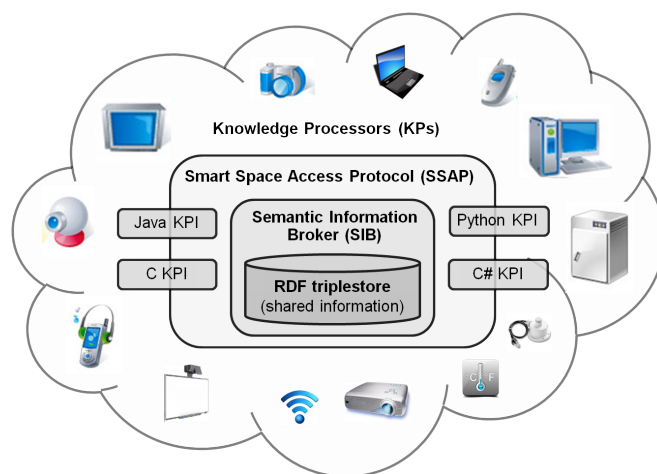 Knowledge Processors (KPs)
Smart Space Access Protocol (SSAP)
Java KPI
Semantic Information
Broker (SIB)
Python KPI
C KPI
C# KPI
RDF triplestore
(shared information)
C F